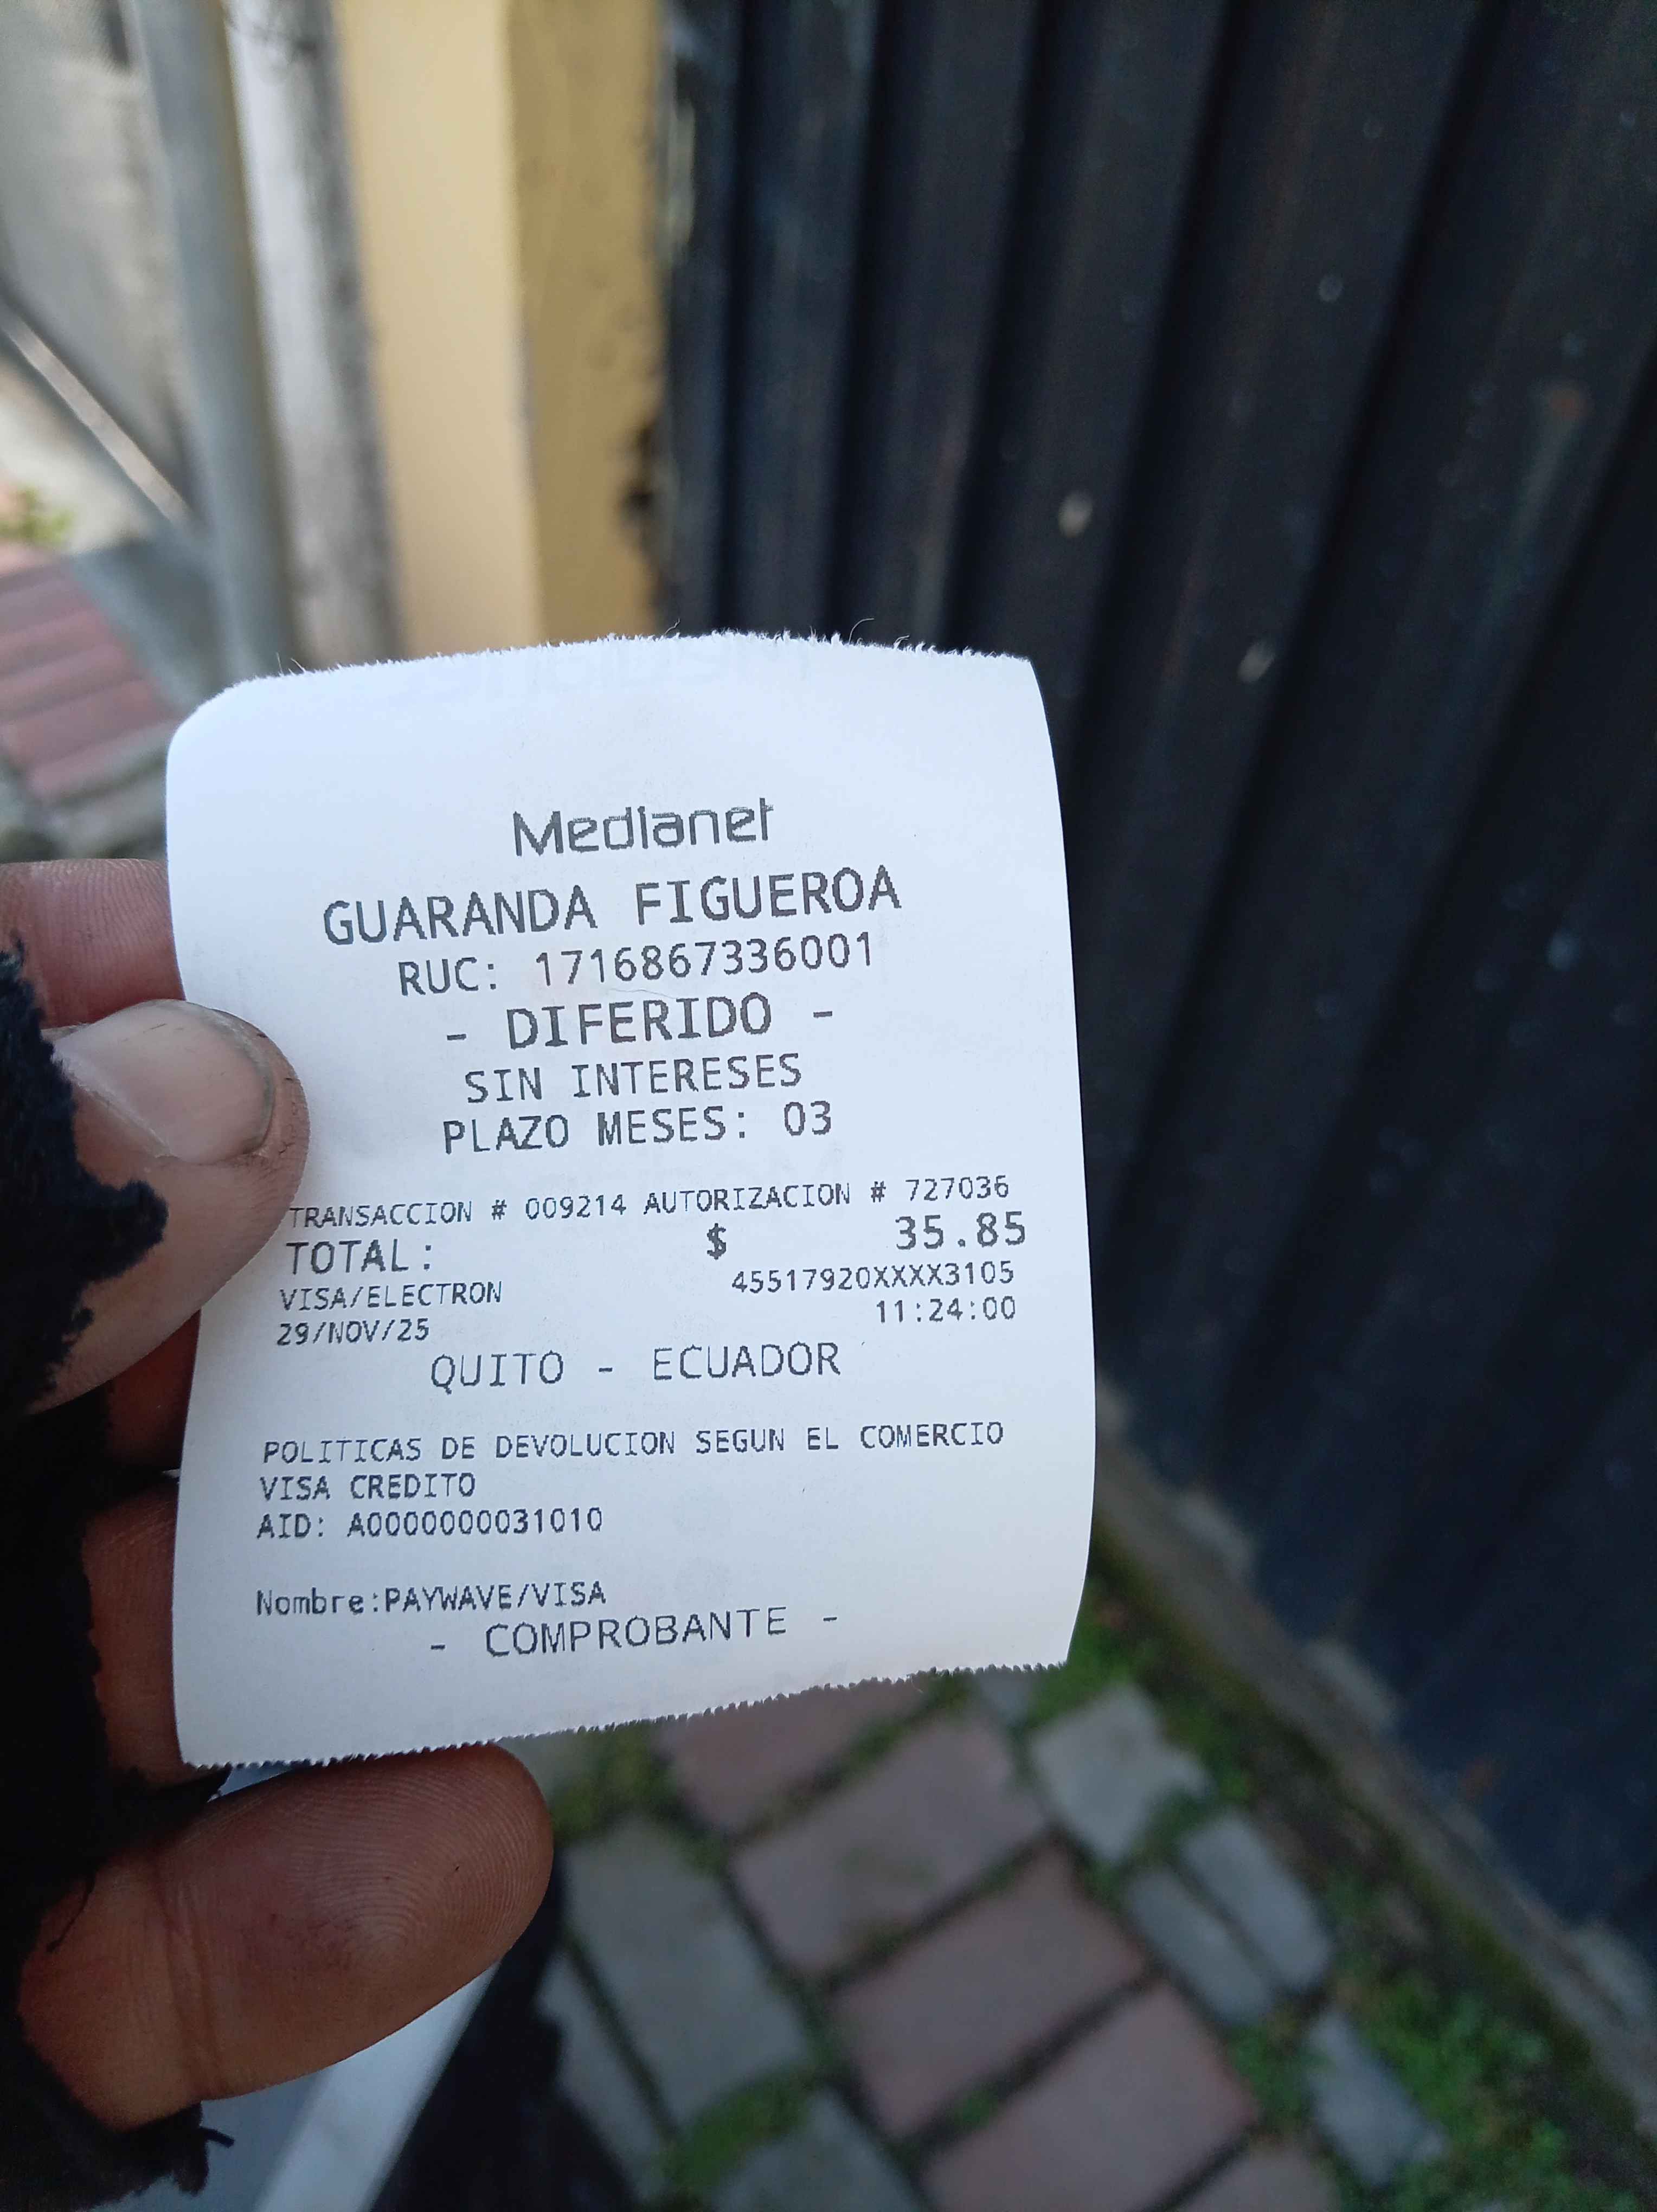 Medianet
GUARANDA FIGUEROA
RUC: 1716867336001
- DIFERIDO -
SIN INTERESES
PLAZO MESES: 03
TRANSACCION # 009214 AUTORIZACION # 727036
TOTAL: $ 35.85
VISA/ELECTRON 45517920XXXX3105
29/NOV/25 11:24:00
QUITO - ECUADOR
POLITICAS DE DEVOLUCION SEGUN EL COMERCIO
VISA CREDITO
AID: A0000000031010
Nombre:PAYWAVE/VISA
- COMPROBANTE -